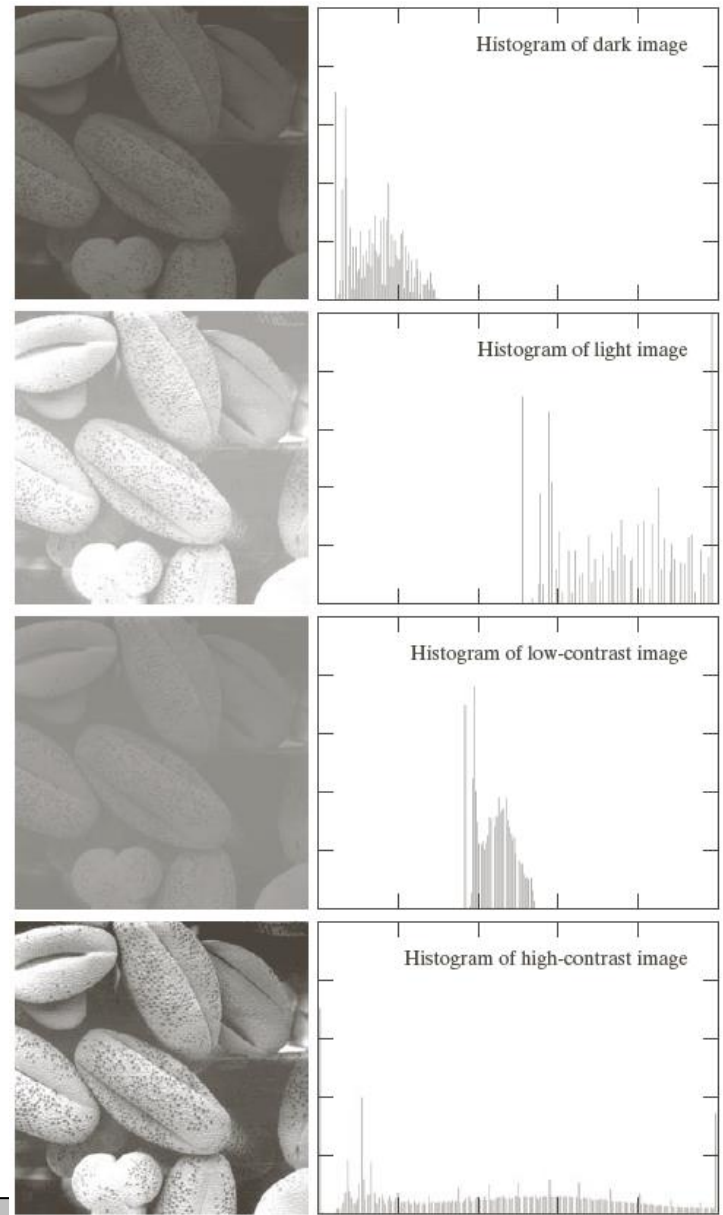 Histogram of dark image
Histogram of light image
Histogram of low-contrast image
Histogram of high-contrast image